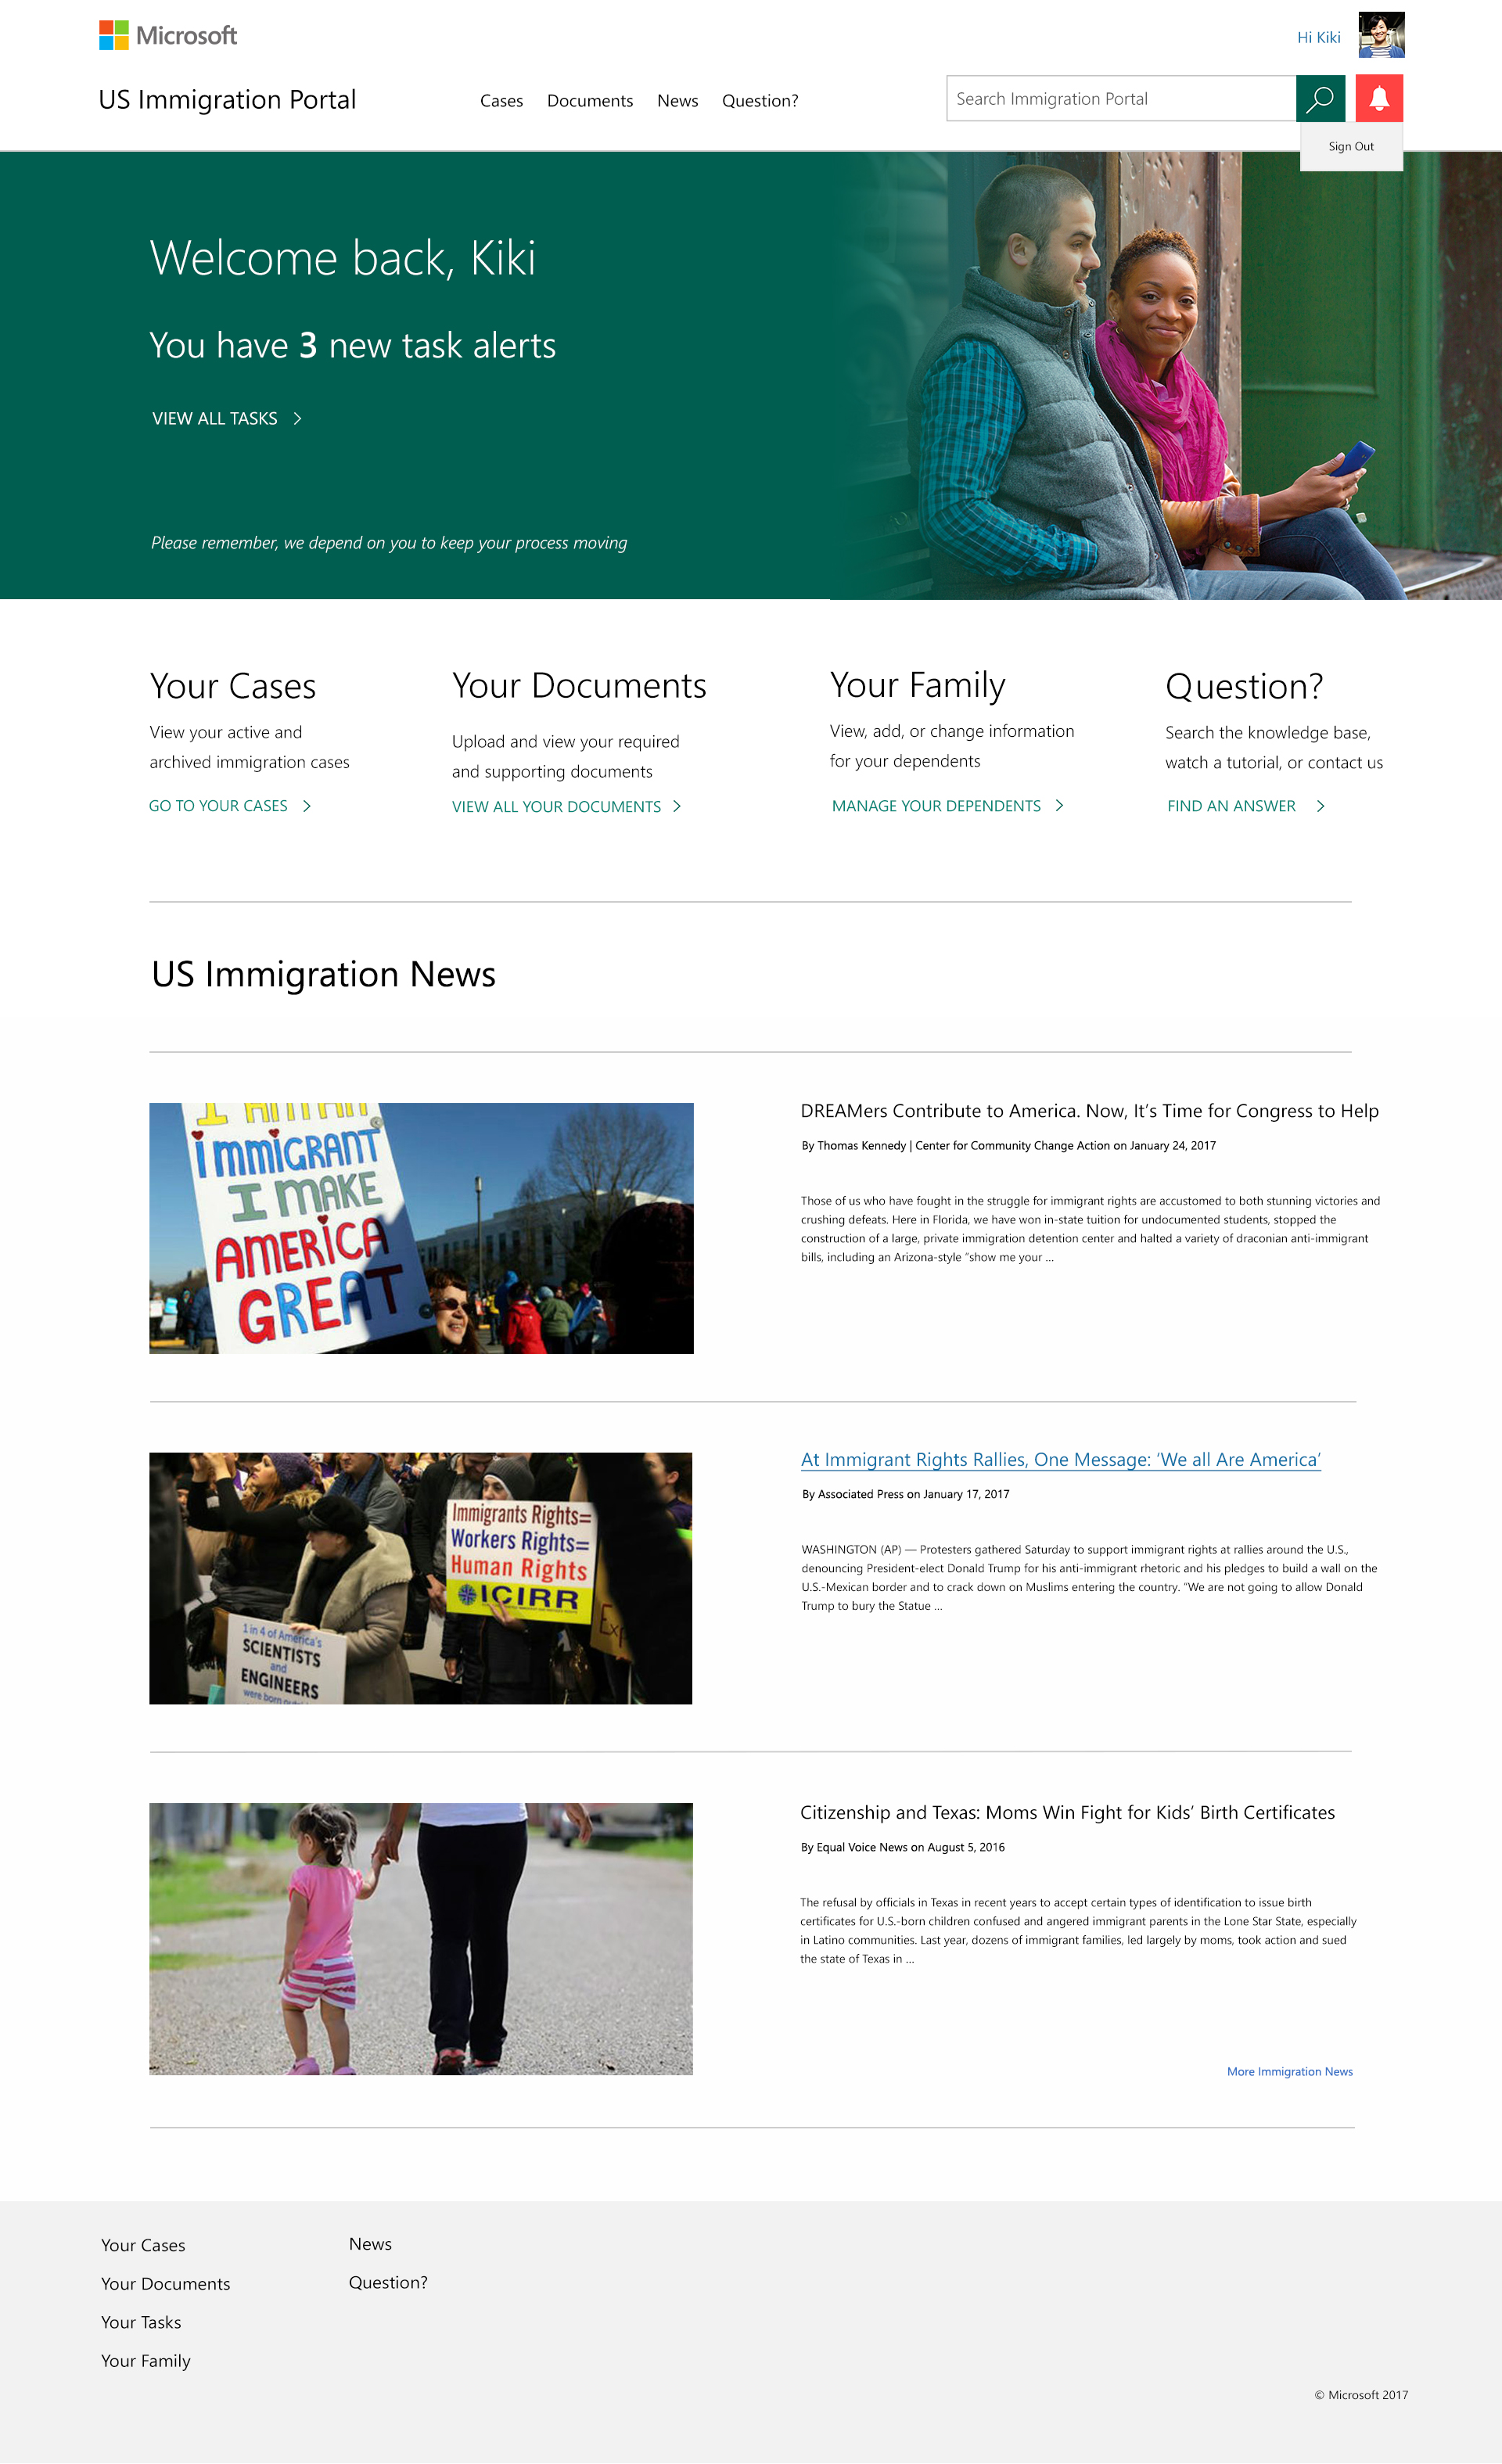 Microsoft
Hi Kiki
US Immigration Portal
Cases
Documents
News
Question?
Search Immigration Portal
Sign Out
Welcome back, Kiki
You have 3 new task alerts
VIEW ALL TASKS
Please remember, we depend on you to keep your process moving
Your Cases
View your active and
archived immigration cases
GO TO YOUR CASES
Your Documents
Upload and view your required
and supporting documents
VIEW ALL YOUR DOCUMENTS
Your Family
View, add, or change information
for your dependents
MANAGE YOUR DEPENDENTS
Question?
Search the knowledge base,
watch a tutorial, or contact us
FIND AN ANSWER
US Immigration News
I AM AN
iMMiGRANT
I MAKE
AMERiCA
GREAT
DREAMers Contribute to America. Now, It’s Time for Congress to Help
By Thomas Kennedy | Center for Community Change Action on January 24, 2017
Those of us who have fought in the struggle for immigrant rights are accustomed to both stunning victories and
crushing defeats. Here in Florida, we have won in-state tuition for undocumented students, stopped the
construction of a large, private immigration detention center and halted a variety of draconian anti-immigrant
bills, including an Arizona-style “show me your ...
Immigrants Rights=
Workers Rights=
Human Rights
ICIRR
1 in 4 of America's
SCIENTISTS
and
ENGINEERS
were born
At Immigrant Rights Rallies, One Message: ‘We all Are America’
By Associated Press on January 17, 2017
WASHINGTON (AP) — Protesters gathered Saturday to support immigrant rights at rallies around the U.S.,
denouncing President-elect Donald Trump for his anti-immigrant rhetoric and his pledges to build a wall on the
U.S.-Mexican border and to crack down on Muslims entering the country. “We are not going to allow Donald
Trump to bury the Statue ...
Citizenship and Texas: Moms Win Fight for Kids’ Birth Certificates
By Equal Voice News on August 5, 2016
The refusal by officials in Texas in recent years to accept certain types of identification to issue birth
certificates for U.S.-born children confused and angered immigrant parents in the Lone Star State, especially
in Latino communities. Last year, dozens of immigrant families, led largely by moms, took action and sued
the state of Texas in ...
More Immigration News
Your Cases
Your Documents
Your Tasks
Your Family
News
Question?
© Microsoft 2017